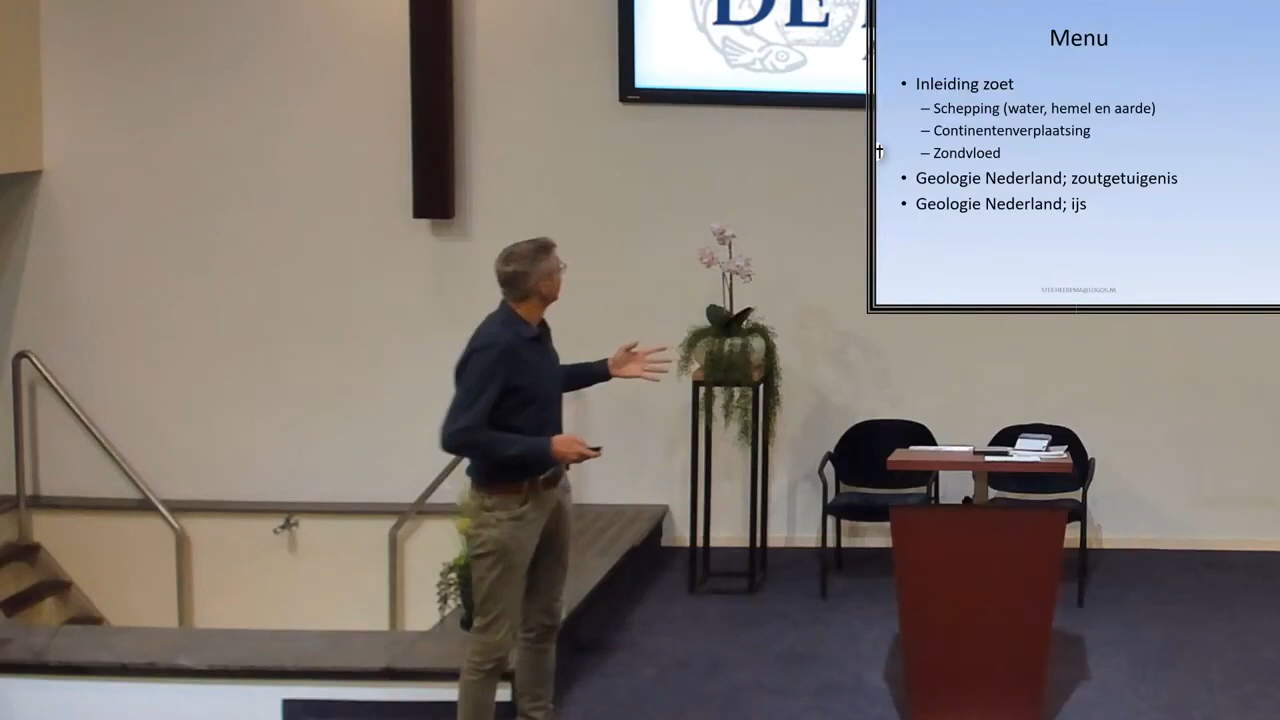 DE
Menu
• Inleiding zoet
– Schepping (water, hemel en aarde)
– Continentenverplaatsing
– Zondvloed
• Geologie Nederland; zoutgetuigenis
• Geologie Nederland; ijs